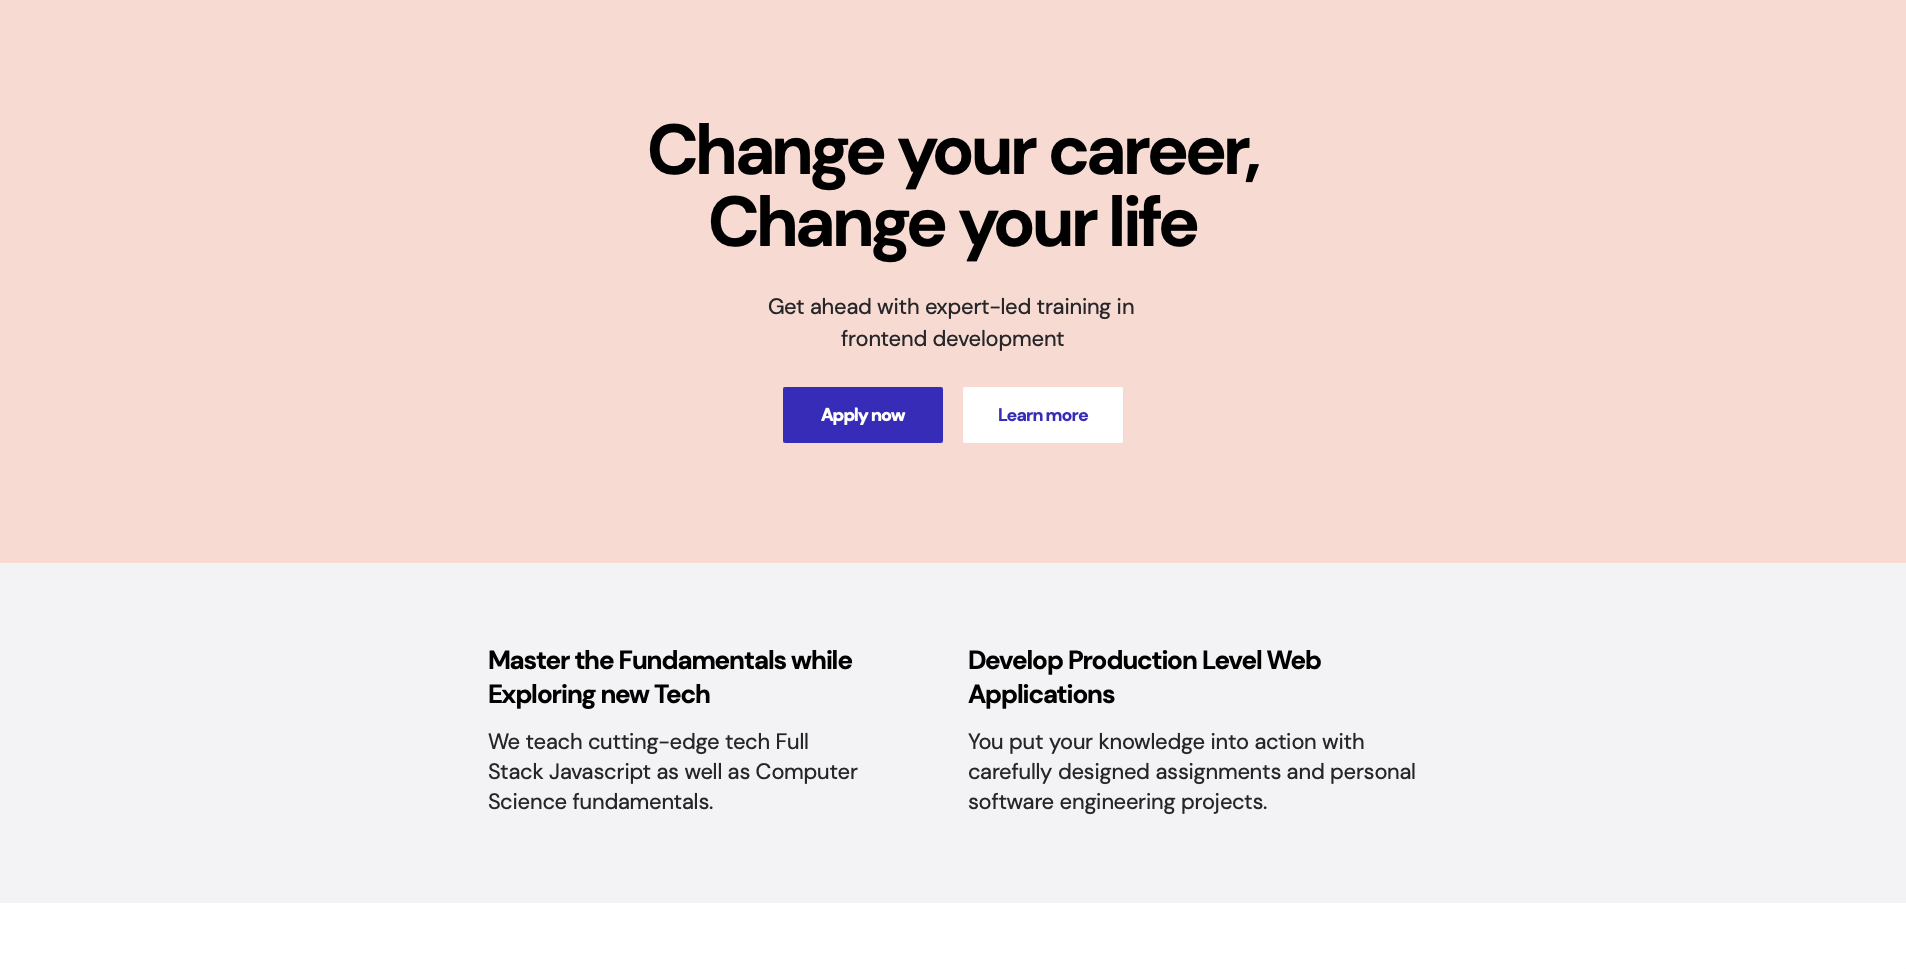 Change your career,
Change your life
Get ahead with expert-led training in
frontend development
Apply now
Learn more
Master the Fundamentals while
Exploring new Tech
We teach cutting-edge tech Full
Stack Javascript as well as Computer
Science fundamentals.
Develop Production Level Web
Applications
You put your knowledge into action with
carefully designed assignments and personal
software engineering projects.